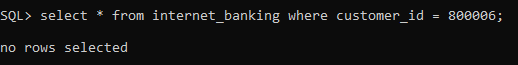 SQL> select * from internet_banking where customer_id = 800006;
no rows selected